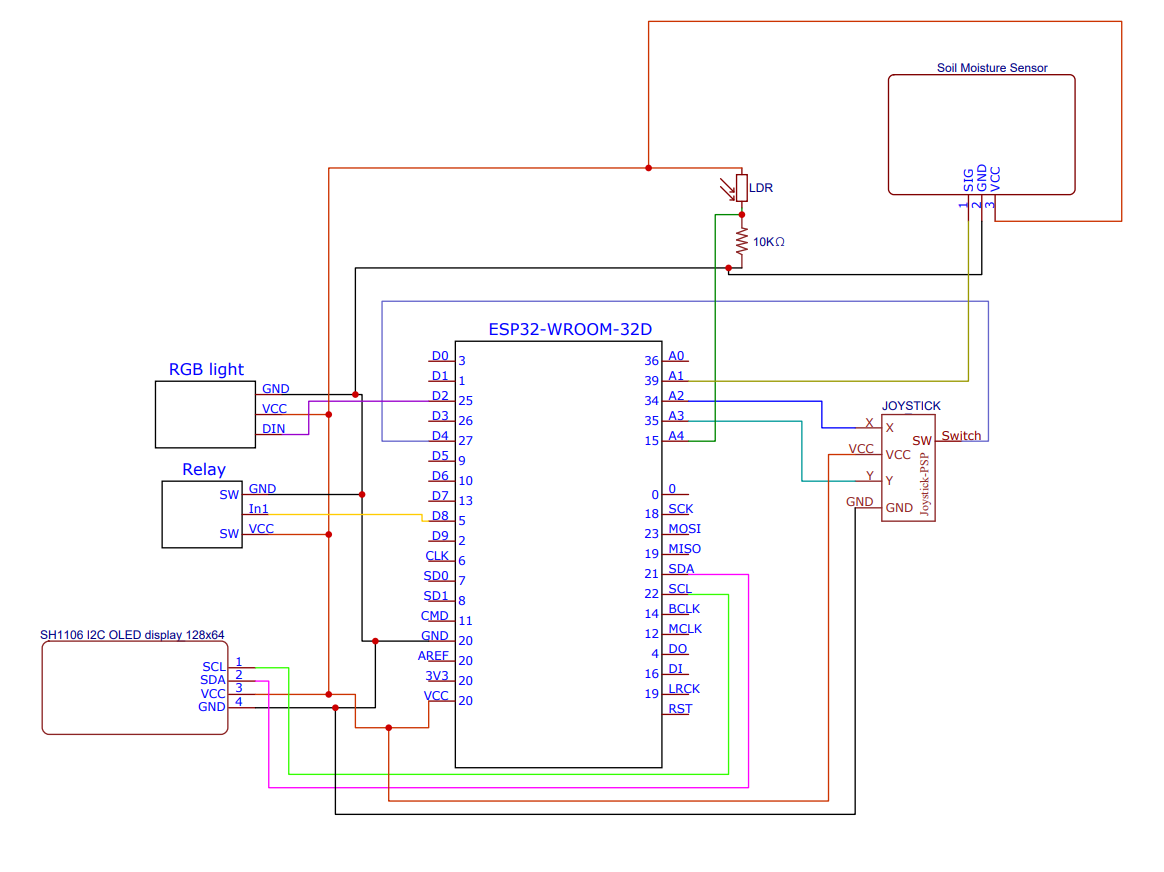 Soil Moisture Sensor
SIG
GND
VCC
1
2
3
LDR
10KΩ
ESP32-WROOM-32D
D0 3
D1 1
D2 25
D3 26
D4 27
D5 9
D6 10
D7 13
D8 5
D9 2
CLK 6
SD0 7
SD1 8
CMD 11
GND 20
AREF 20
3V3 20
VCC 20
36 A0
39 A1
34 A2
35 A3
15 A4
0 0
18 SCK
23 MOSI
19 MISO
21 SDA
22 SCL
14 BCLK
12 MCLK
4 DO
16 DI
19 LRCK
RST
RGB light
GND
VCC
DIN
Relay
SW GND
In1
SW VCC
SH1106 I2C OLED display 128x64
SCL 1
SDA 2
VCC 3
GND 4
JOYSTICK
X X
SW Switch
VCC VCC
Y Y
GND GND
Joystick-PSP